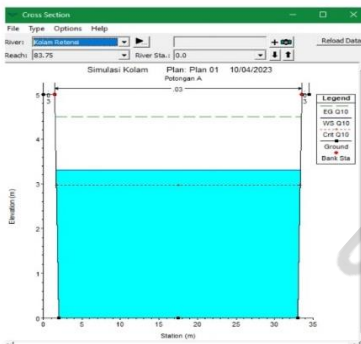 Cross Section
File Type Options Help
River: Kolam Retensi
Reload Data
Reach: 83.75 River Sta.: 0.0
Simulasi Kolam Plan: Plan 01 10/04/2023
Potongan A
.03
Legend
EG Q10
WS Q10
Crit Q10
Ground
Bank Sta
Elevation (m)
5
4
3
2
1
0
0 5 10 15 20 25 30 35
Station (m)